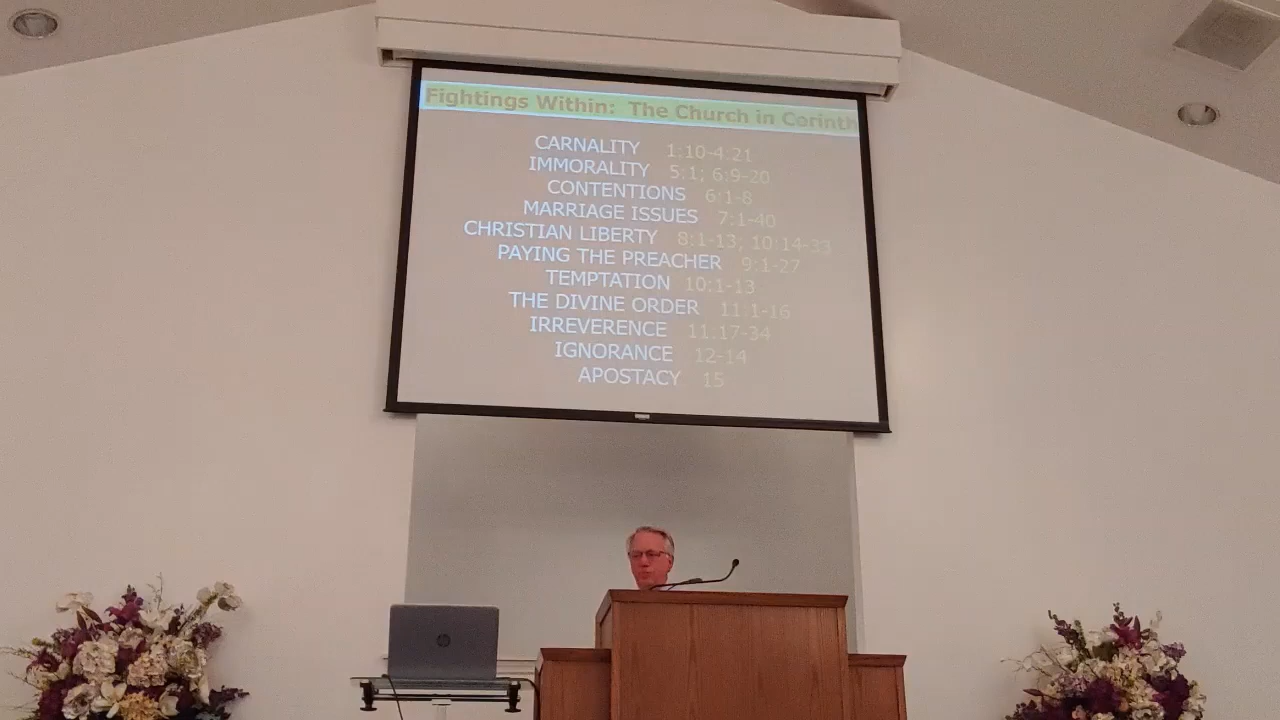 Fightings Within: The Church in Corinth
CARNALITY 1:10-4:21
IMMORALITY 5:1; 6:9-20
CONTENTIONS 6:1-8
MARRIAGE ISSUES 7:1-40
CHRISTIAN LIBERTY 8:1-13; 10:14-33
PAYING THE PREACHER 9:1-27
TEMPTATION 10:1-13
THE DIVINE ORDER 11:1-16
IRREVERENCE 11:17-34
IGNORANCE 12-14
APOSTACY 15
hp